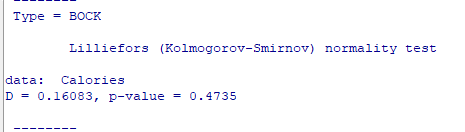 --------
Type = BOCK
Lilliefors (Kolmogorov-Smirnov) normality test
data:  Calories
D = 0.16083, p-value = 0.4735
--------